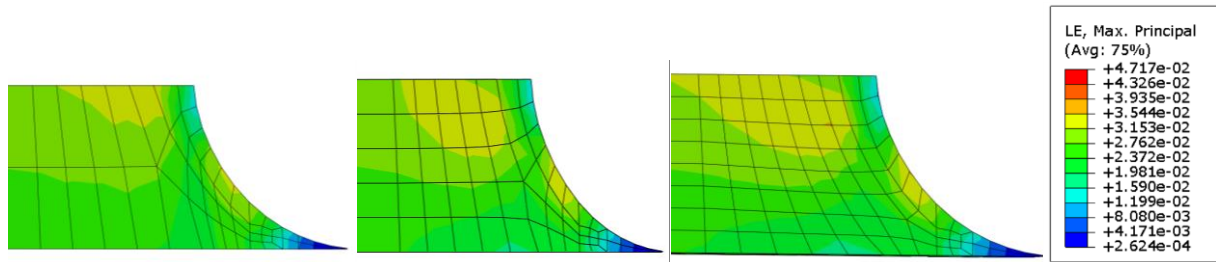 LE, Max. Principal
(Avg: 75%)
+4.717e-02
+4.326e-02
+3.935e-02
+3.544e-02
+3.153e-02
+2.762e-02
+2.372e-02
+1.981e-02
+1.590e-02
+1.199e-02
+8.080e-03
+4.171e-03
+2.624e-04